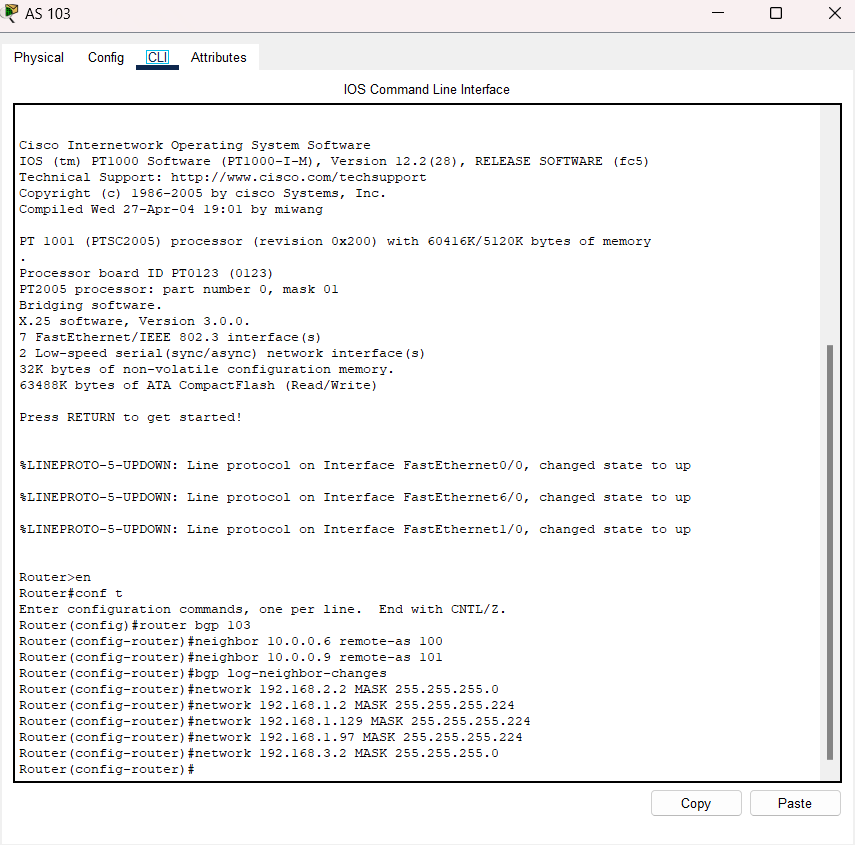 AS 103
Physical Config CLI Attributes
IOS Command Line Interface
Cisco Internetwork Operating System Software
IOS (tm) PT1000 Software (PT1000-I-M), Version 12.2(28), RELEASE SOFTWARE (fc5)
Technical Support: http://www.cisco.com/techsupport
Copyright (c) 1986-2005 by cisco Systems, Inc.
Compiled Wed 27-Apr-04 19:01 by miwang
PT 1001 (PTSC2005) processor (revision 0x200) with 60416K/5120K bytes of memory
.
Processor board ID PT0123 (0123)
PT2005 processor: part number 0, mask 01
Bridging software.
X.25 software, Version 3.0.0.
7 FastEthernet/IEEE 802.3 interface(s)
2 Low-speed serial(sync/async) network interface(s)
32K bytes of non-volatile configuration memory.
63488K bytes of ATA CompactFlash (Read/Write)
Press RETURN to get started!
%LINEPROTO-5-UPDOWN: Line protocol on Interface FastEthernet0/0, changed state to up
%LINEPROTO-5-UPDOWN: Line protocol on Interface FastEthernet6/0, changed state to up
%LINEPROTO-5-UPDOWN: Line protocol on Interface FastEthernet1/0, changed state to up
Router>en
Router#conf t
Enter configuration commands, one per line.  End with CNTL/Z.
Router(config)#router bgp 103
Router(config-router)#neighbor 10.0.0.6 remote-as 100
Router(config-router)#neighbor 10.0.0.9 remote-as 101
Router(config-router)#bgp log-neighbor-changes
Router(config-router)#network 192.168.2.2 MASK 255.255.255.0
Router(config-router)#network 192.168.1.2 MASK 255.255.255.224
Router(config-router)#network 192.168.1.129 MASK 255.255.255.224
Router(config-router)#network 192.168.1.97 MASK 255.255.255.224
Router(config-router)#network 192.168.3.2 MASK 255.255.255.0
Router(config-router)#
Copy Paste